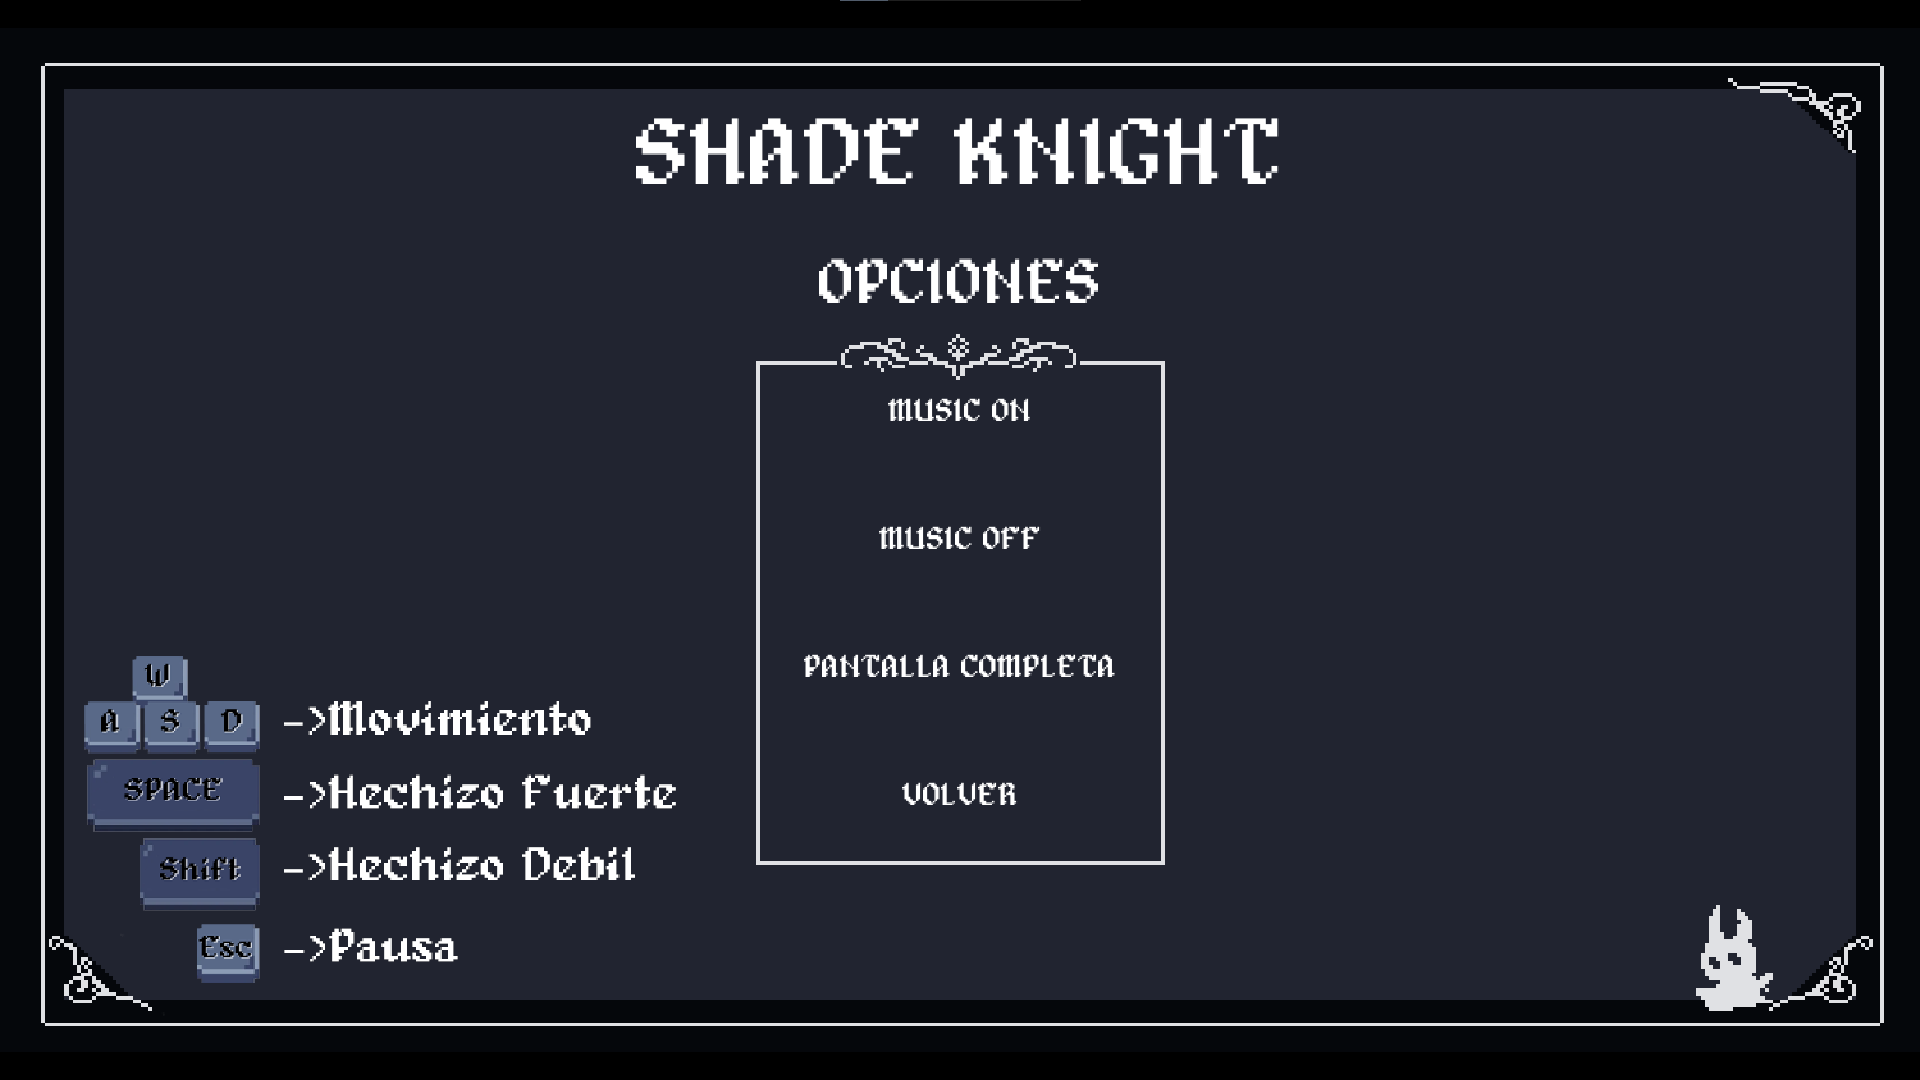 SHADE KNIGHT
OPCIONES
MUSIC ON
MUSIC OFF
PANTALLA COMPLETA
VOLVER
W
A S D ->Movimiento
SPACE ->Hechizo Fuerte
Shift ->Hechizo Debil
Esc ->Pausa